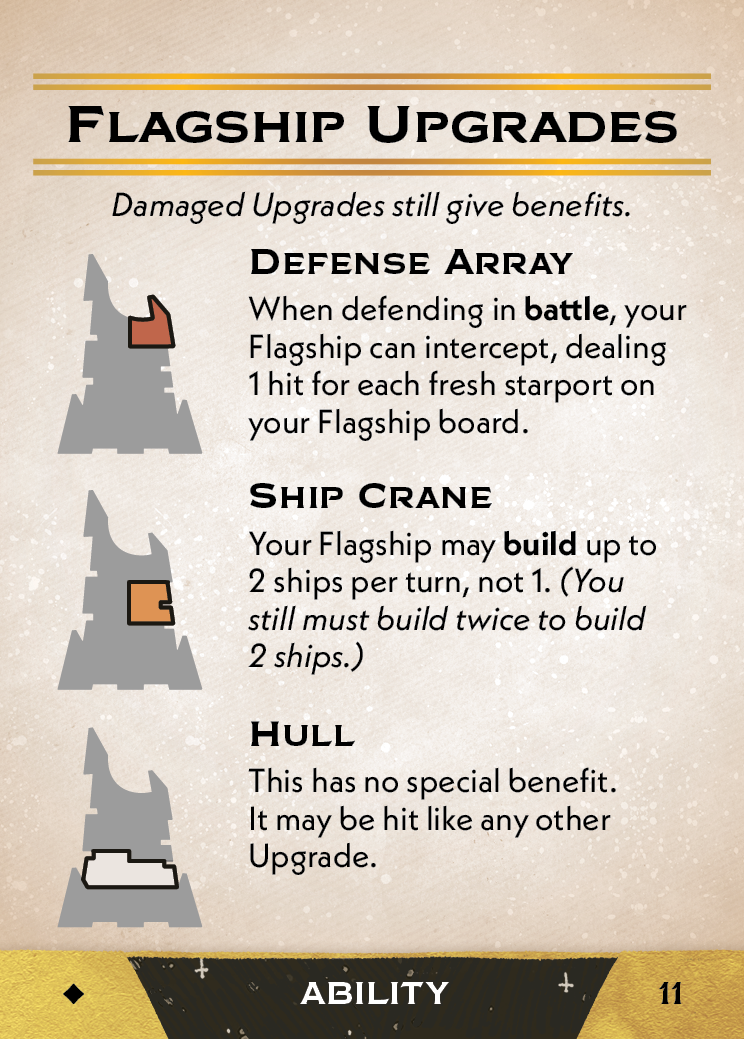 Flagship Upgrades
Damaged Upgrades still give benefits.
Defense Array
When defending in battle, your
Flagship can intercept, dealing
1 hit for each fresh starport on
your Flagship board.
Ship Crane
Your Flagship may build up to
2 ships per turn, not 1. (You
still must build twice to build
2 ships.)
Hull
This has no special benefit.
It may be hit like any other
Upgrade.
ABILITY
11